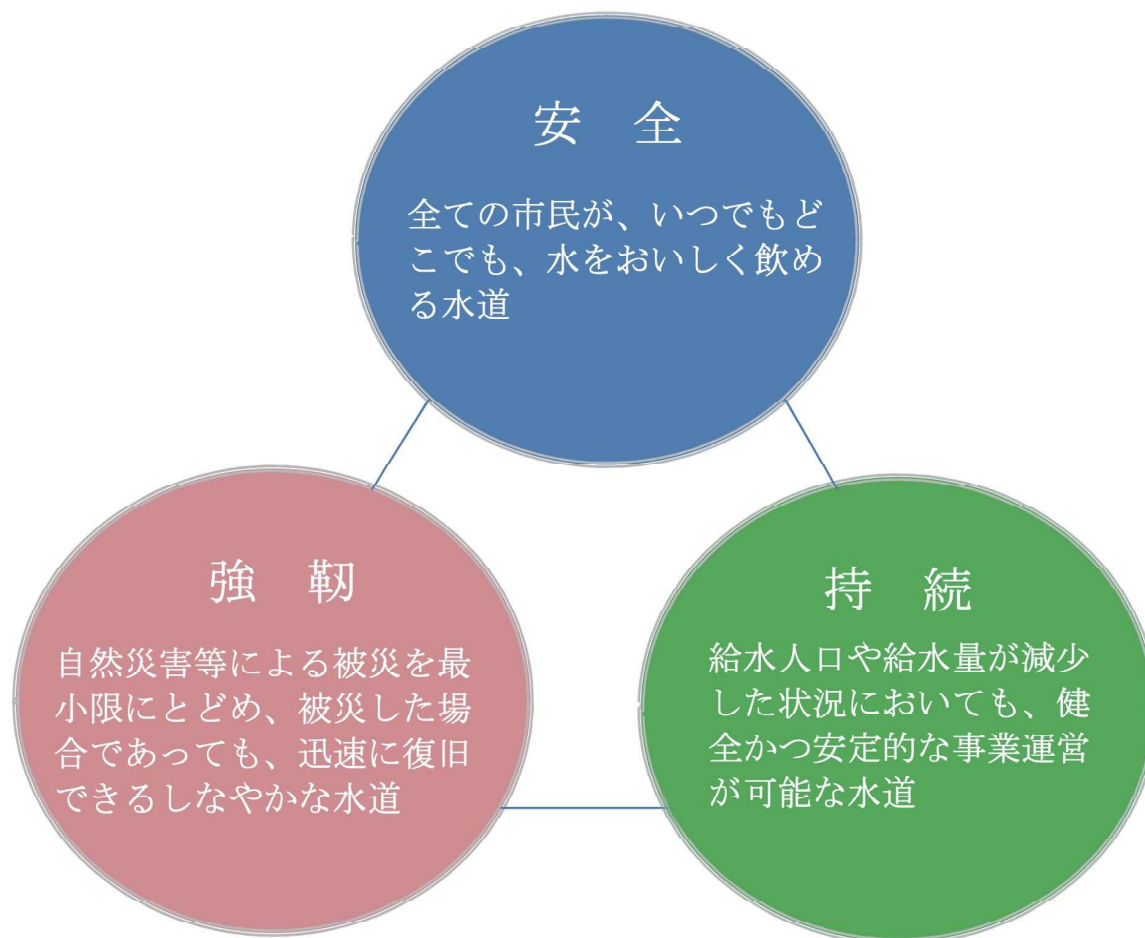 安　全
全ての市民が、いつでもど
こでも、水をおいしく飲め
る水道
強　靭
自然災害等による被災を最
小限にとどめ、被災した場
合であっても、迅速に復旧
できるしなやかな水道
持　続
給水人口や給水量が減少
した状況においても、健
全かつ安定的な事業運営
が可能な水道